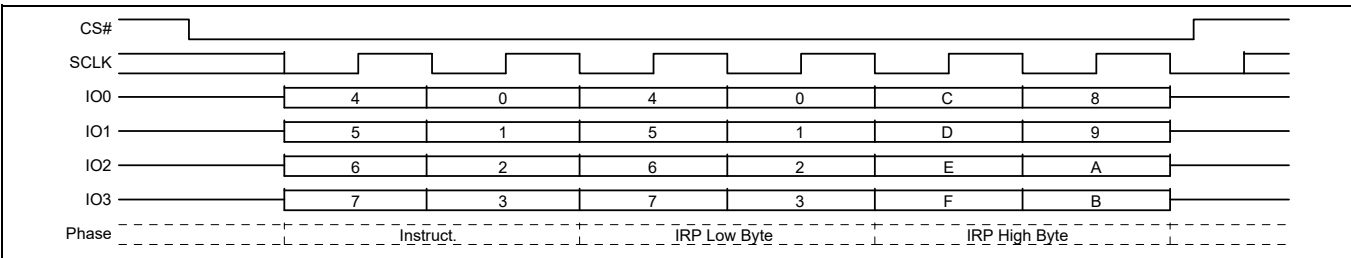 CS#
SCLK
IO0 4 0 4 0 C 8
IO1 5 1 5 1 D 9
IO2 6 2 6 2 E A
IO3 7 3 7 3 F B
Phase Instruct. IRP Low Byte IRP High Byte